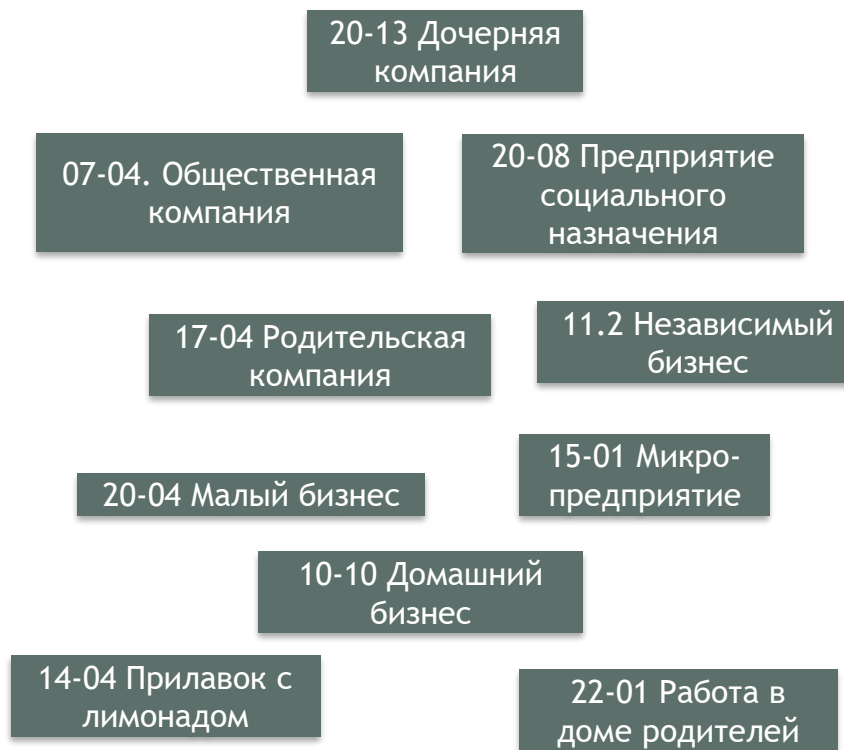 20-13 Дочерняя
компания
07-04. Общественная
компания
20-08 Предприятие
социального
назначения
17-04 Родительская
компания
11.2 Независимый
бизнес
20-04 Малый бизнес
15-01 Микро-
предприятие
10-10 Домашний
бизнес
14-04 Прилавок с
лимонадом
22-01 Работа в
доме родителей